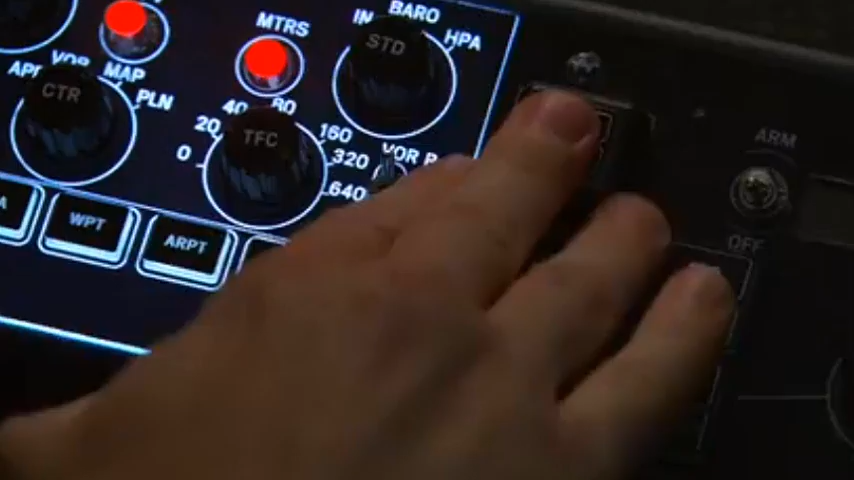 MTRS
IN
BARO
HPA
STD
APP
VOR
MAP
PLN
CTR
0
20
40
80
160
320
640
TFC
VOR R
ARM
OFF
WPT
ARPT